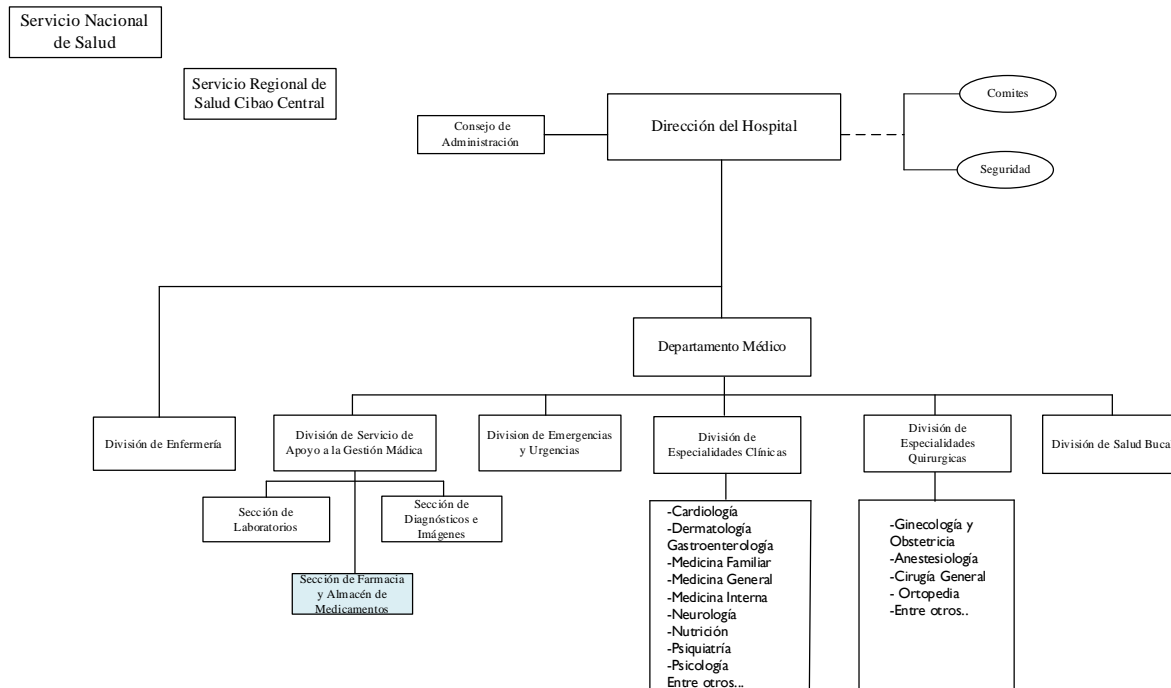 Servicio Nacional
de Salud
Servicio Regional de
Salud Cibao Central
Consejo de
Administración
Dirección del Hospital
Comites
Seguridad
Departamento Médico
División de Enfermería
División de Servicio de
Apoyo a la Gestión Mádica
Division de Emergencias
y Urgencias
División de
Especialidades Clínicas
División de
Especialidades
Quirurgicas
División de Salud Bucal
Sección de
Laboratorios
Sección de
Diagnósticos e
Imágenes
Sección de Farmacia
y Almacén de
Medicamentos
-Cardiología
-Dermatología
Gastroenterología
-Medicina Familiar
-Medicina General
-Medicina Interna
-Neurología
-Nutrición
-Psiquiatría
-Psicología
Entre otros...
-Ginecología y
Obstetricia
-Anestesiología
-Cirugía General
- Ortopedia
-Entre otros..